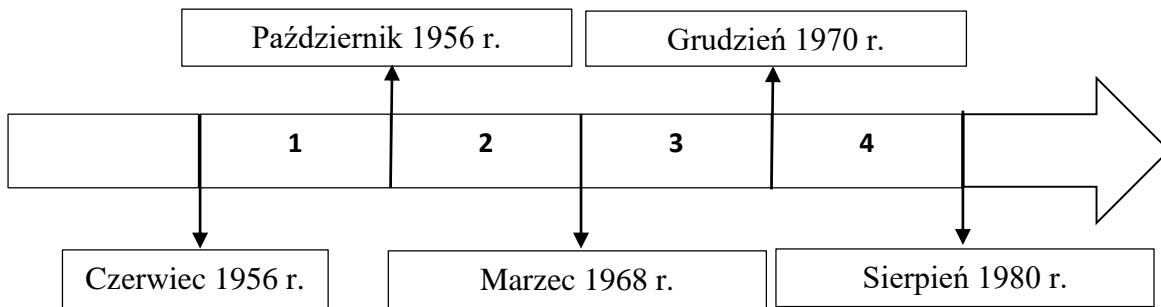 Październik 1956 r.
Grudzień 1970 r.
1
2
3
4
Czerwiec 1956 r.
Marzec 1968 r.
Sierpień 1980 r.